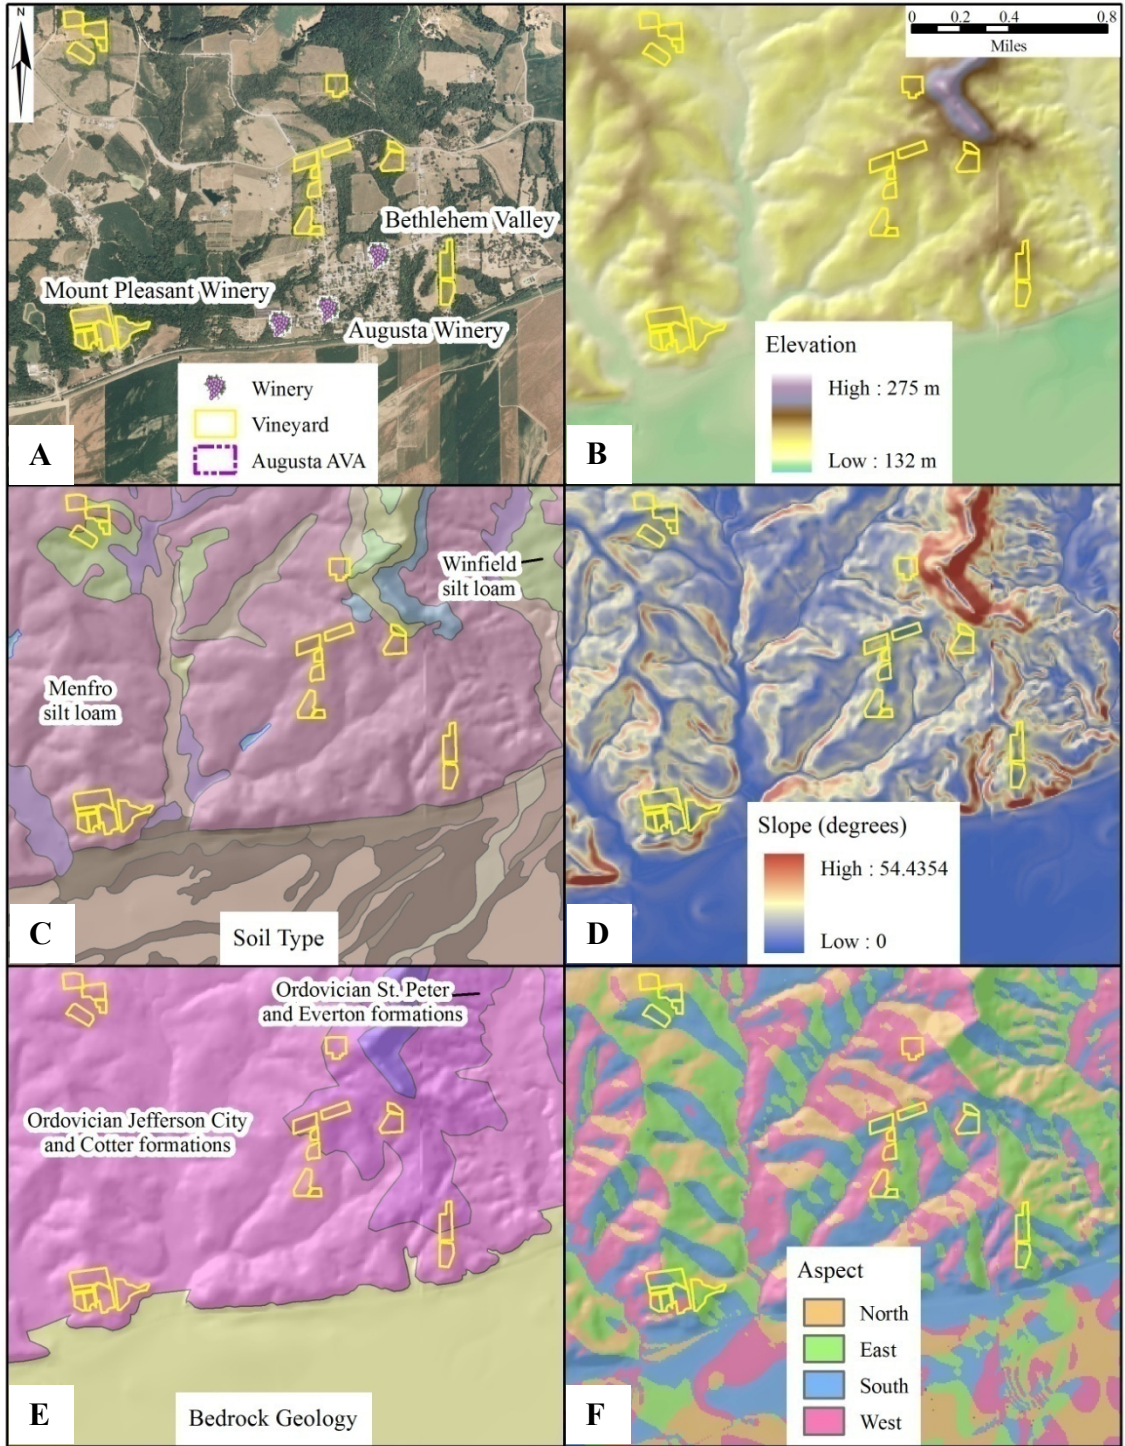 N
Bethlehem Valley
Mount Pleasant Winery
Augusta Winery
Winery
Vineyard
Augusta AVA
A
0 0.2 0.4 0.8
Miles
Elevation
High : 275 m
Low : 132 m
B
Winfield
silt loam
Menfro
silt loam
Soil Type
C
Slope (degrees)
High : 54.4354
Low : 0
D
Ordovician St. Peter
and Everton formations
Ordovician Jefferson City
and Cotter formations
Bedrock Geology
E
Aspect
North
East
South
West
F